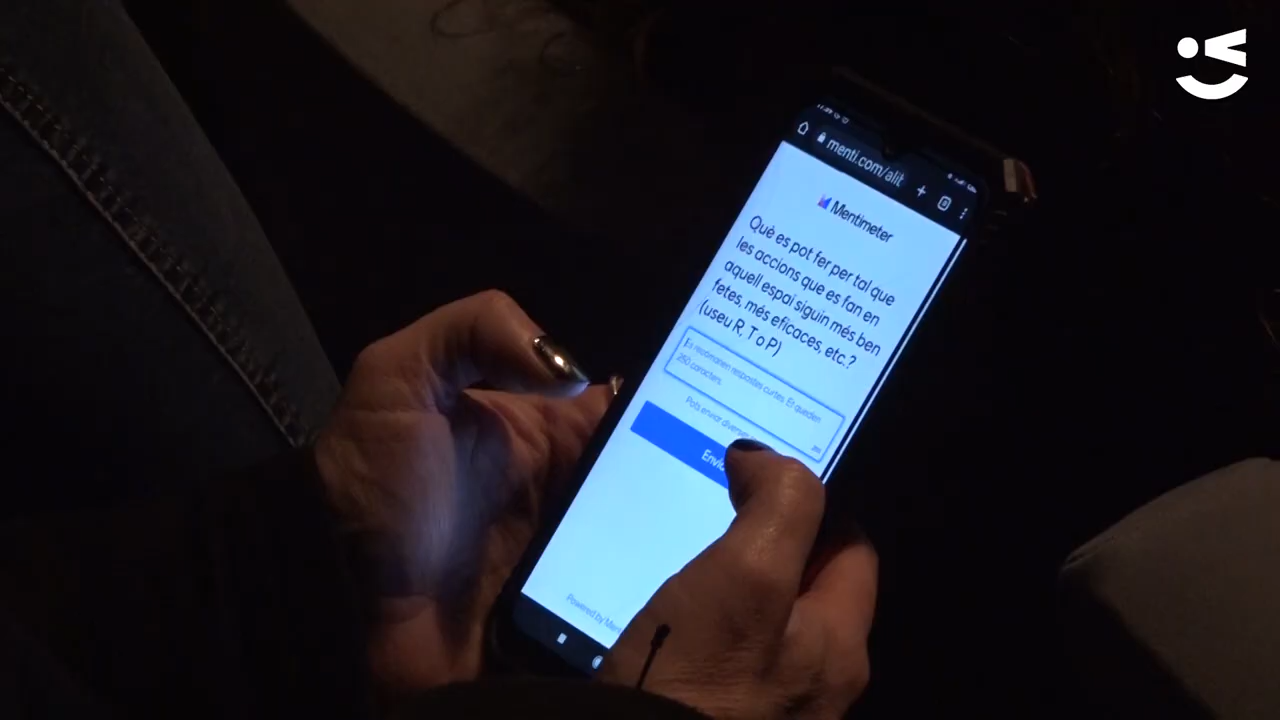 menti.com/alit
Mentimeter
Què es pot fer per tal que
les accions que es fan en
aquell espai siguin més ben
fetes, més eficaces, etc.?
(useu R, T o P)
Es recomanen respostes curtes. Et queden
250 caracters.
Pots enviar diverses
Envia
Powered by Ment